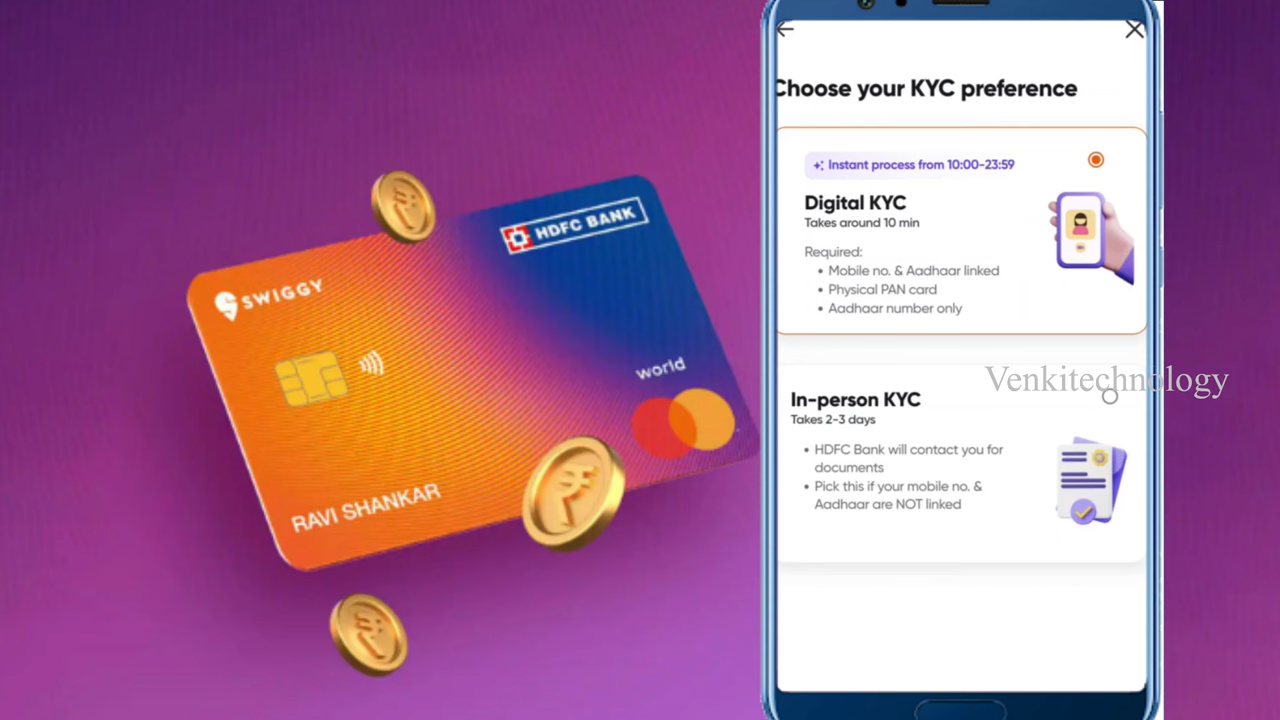 SWIGGY
HDFC BANK
world
RAVI SHANKAR
Choose your KYC preference
Instant process from 10:00-23:59
Digital KYC
Takes around 10 min
Required:
• Mobile no. & Aadhaar linked
• Physical PAN card
• Aadhaar number only
Venkitechnology
In-person KYC
Takes 2-3 days
• HDFC Bank will contact you for
documents
• Pick this if your mobile no. &
Aadhaar are NOT linked